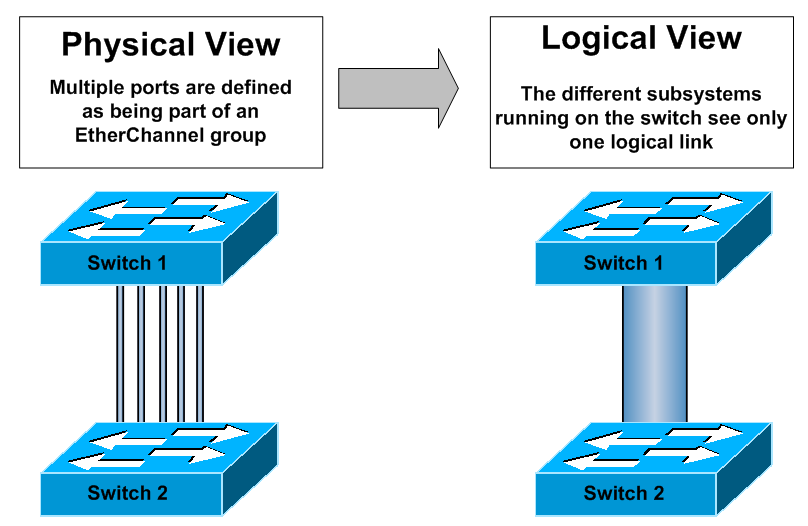 Physical View
Multiple ports are defined
as being part of an
EtherChannel group
Logical View
The different subsystems
running on the switch see only
one logical link
Switch 1
Switch 1
Switch 2
Switch 2